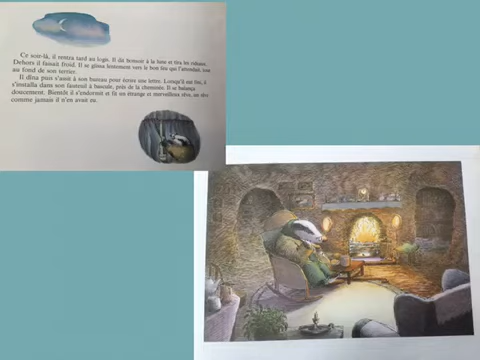 Ce soir-là, il rentra tard au logis. Il dit bonsoir à la lune et tira les rideaux.
Dehors il faisait froid. Il se glissa lentement vers le bon feu qui l'attendait, tout
au fond de son terrier.
Il dîna puis s'assit à son bureau pour écrire une lettre. Lorsqu'il eut fini, il
s'installa dans son fauteuil à bascule, près de la cheminée. Il se balança
doucement. Bientôt il s'endormit et fit un étrange et merveilleux rêve, un rêve
comme jamais il n'en avait eu.